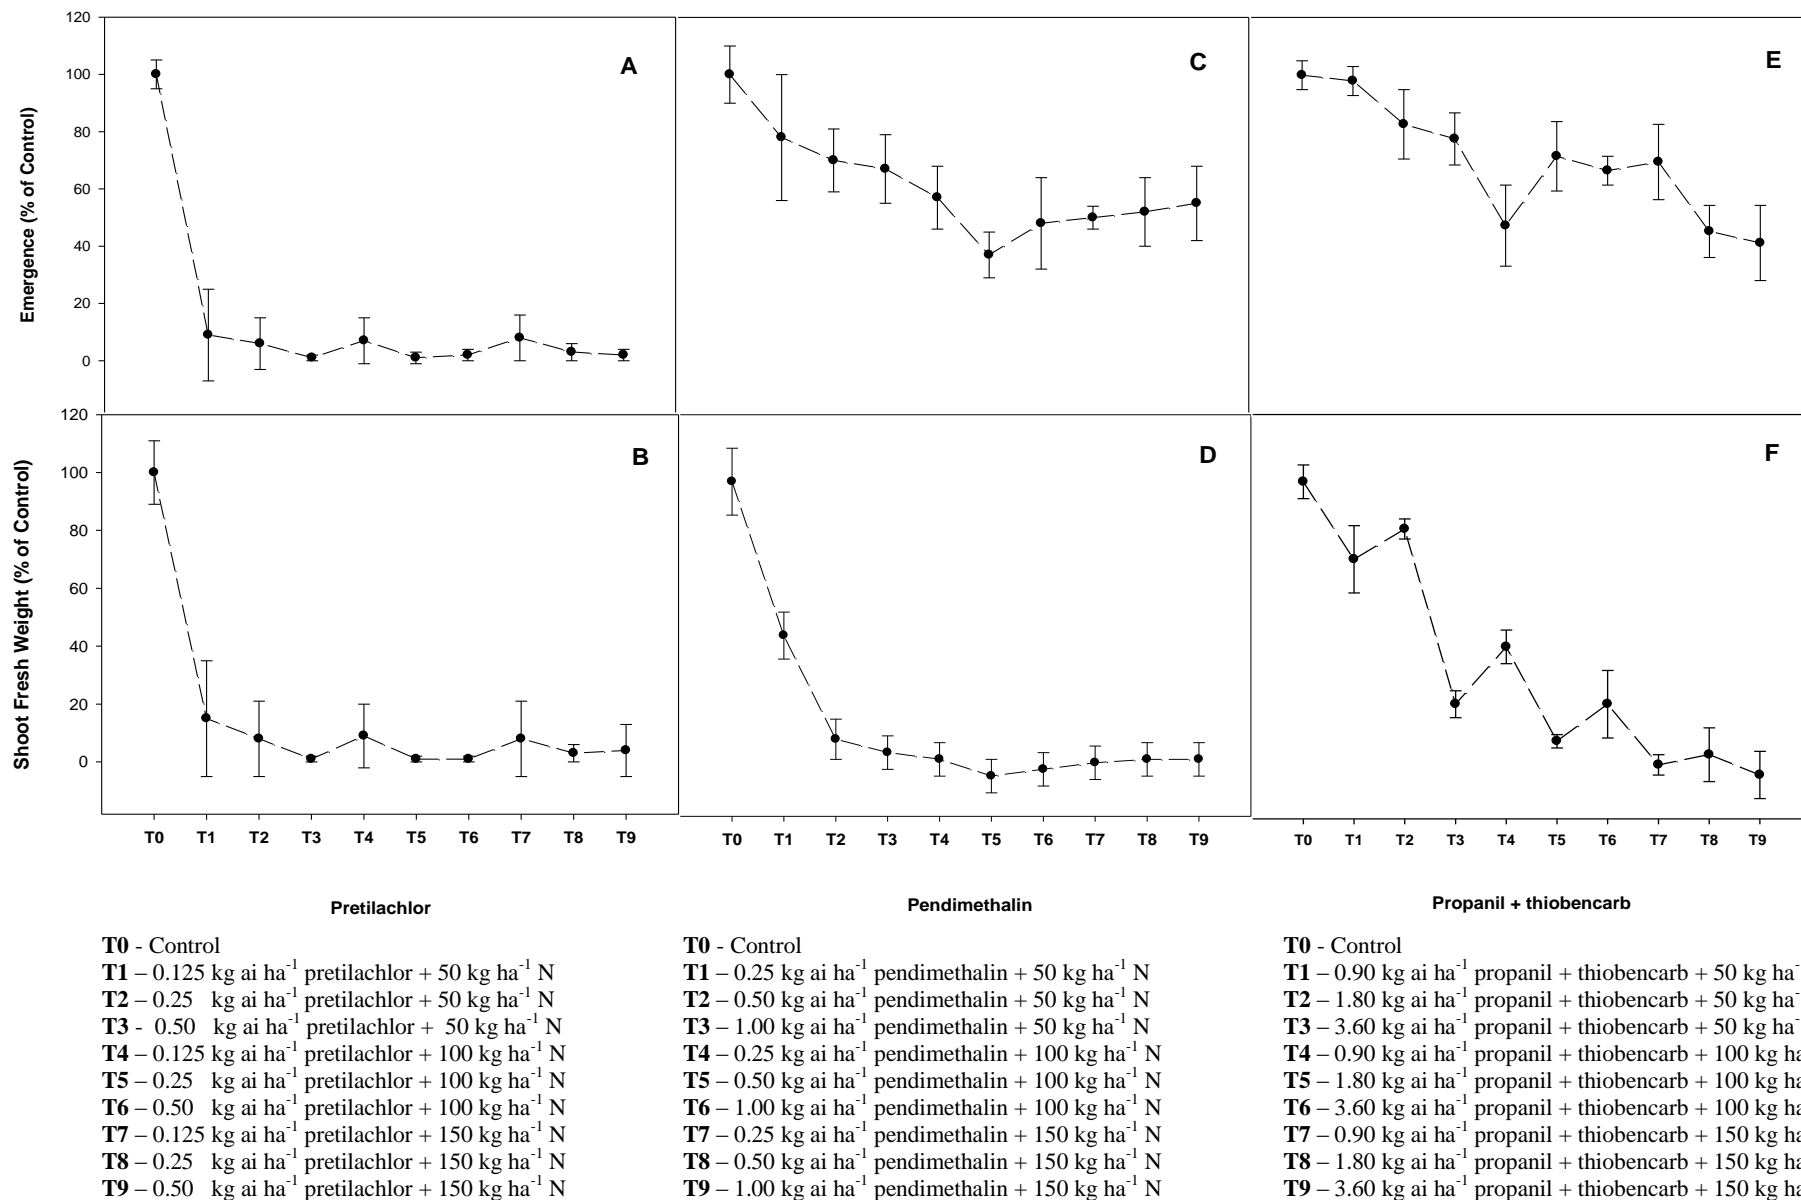 120
100
80
60
40
20
0
Emergence (% of Control)
A
C
E
120
100
80
60
40
20
0
Shoot Fresh Weight (% of Control)
B
D
F
T0 T1 T2 T3 T4 T5 T6 T7 T8 T9
T0 T1 T2 T3 T4 T5 T6 T7 T8 T9
T0 T1 T2 T3 T4 T5 T6 T7 T8 T9
Pretilachlor
T0 - Control
T1 – 0.125 kg ai ha-1 pretilachlor + 50 kg ha-1 N
T2 – 0.25 kg ai ha-1 pretilachlor + 50 kg ha-1 N
T3 - 0.50 kg ai ha-1 pretilachlor + 50 kg ha-1 N
T4 – 0.125 kg ai ha-1 pretilachlor + 100 kg ha-1 N
T5 – 0.25 kg ai ha-1 pretilachlor + 100 kg ha-1 N
T6 – 0.50 kg ai ha-1 pretilachlor + 100 kg ha-1 N
T7 – 0.125 kg ai ha-1 pretilachlor + 150 kg ha-1 N
T8 – 0.25 kg ai ha-1 pretilachlor + 150 kg ha-1 N
T9 – 0.50 kg ai ha-1 pretilachlor + 150 kg ha-1 N
Pendimethalin
T0 - Control
T1 – 0.25 kg ai ha-1 pendimethalin + 50 kg ha-1 N
T2 – 0.50 kg ai ha-1 pendimethalin + 50 kg ha-1 N
T3 – 1.00 kg ai ha-1 pendimethalin + 50 kg ha-1 N
T4 – 0.25 kg ai ha-1 pendimethalin + 100 kg ha-1 N
T5 – 0.50 kg ai ha-1 pendimethalin + 100 kg ha-1 N
T6 – 1.00 kg ai ha-1 pendimethalin + 100 kg ha-1 N
T7 – 0.25 kg ai ha-1 pendimethalin + 150 kg ha-1 N
T8 – 0.50 kg ai ha-1 pendimethalin + 150 kg ha-1 N
T9 – 1.00 kg ai ha-1 pendimethalin + 150 kg ha-1 N
Propanil + thiobencarb
T0 - Control
T1 – 0.90 kg ai ha-1 propanil + thiobencarb + 50 kg ha-
T2 – 1.80 kg ai ha-1 propanil + thiobencarb + 50 kg ha-
T3 – 3.60 kg ai ha-1 propanil + thiobencarb + 50 kg ha-
T4 – 0.90 kg ai ha-1 propanil + thiobencarb + 100 kg ha
T5 – 1.80 kg ai ha-1 propanil + thiobencarb + 100 kg ha
T6 – 3.60 kg ai ha-1 propanil + thiobencarb + 100 kg ha
T7 – 0.90 kg ai ha-1 propanil + thiobencarb + 150 kg ha
T8 – 1.80 kg ai ha-1 propanil + thiobencarb + 150 kg ha
T9 – 3.60 kg ai ha-1 propanil + thiobencarb + 150 kg ha